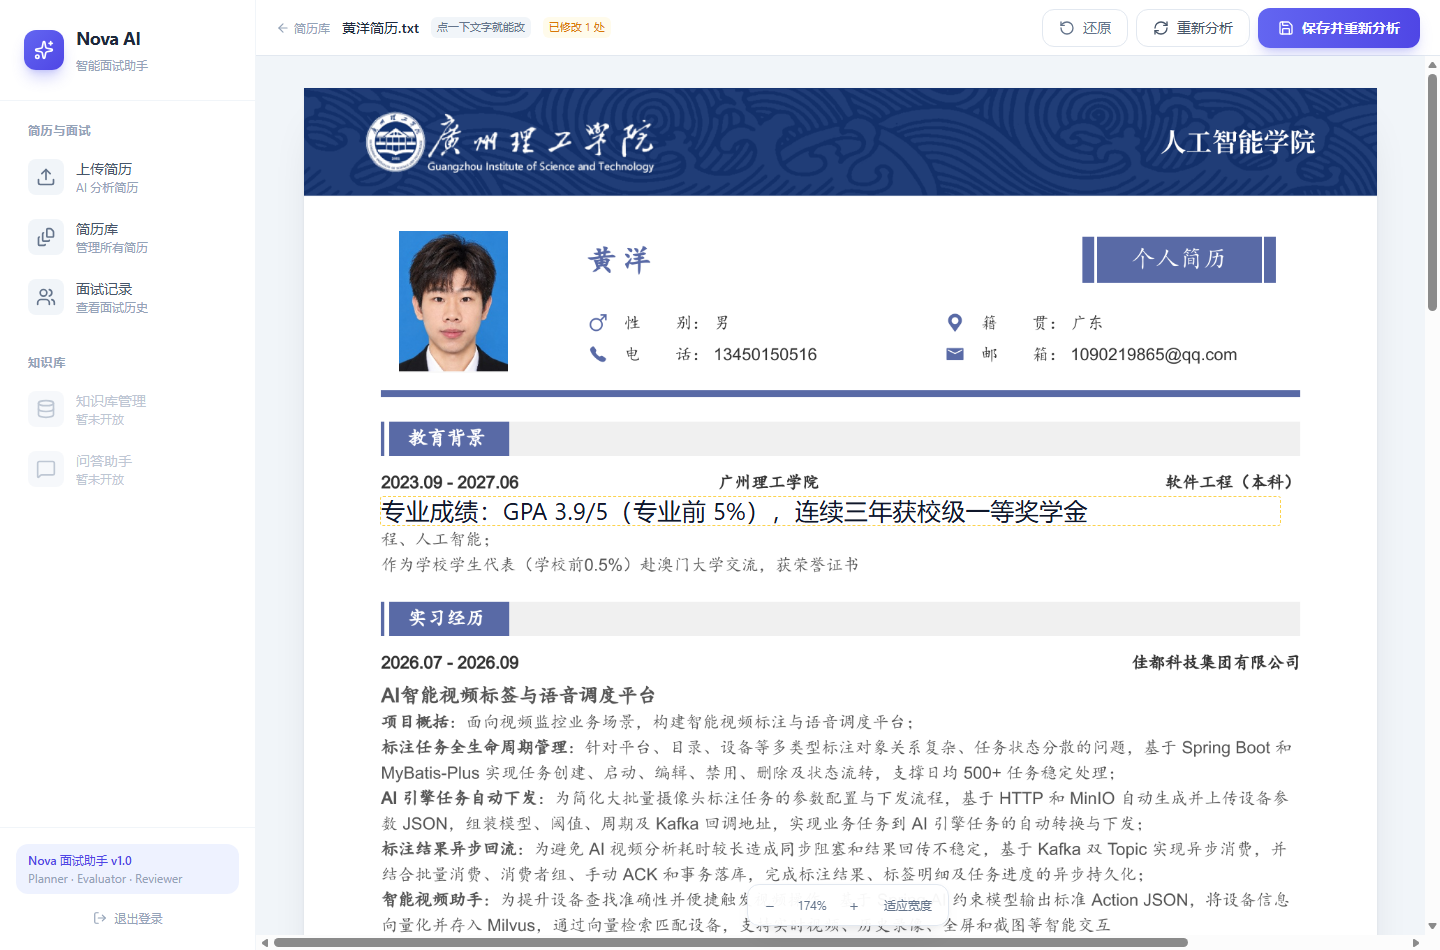 Nova AI
智能面试助手
简历与面试
上传简历
AI 分析简历
简历库
管理所有简历
面试记录
查看面试历史
知识库
知识库管理
暂未开放
问答助手
暂未开放
Nova 面试助手 v1.0
Planner · Evaluator · Reviewer
退出登录
简历库 黄洋简历.txt 点一下文字就能改 已修改 1 处
还原 重新分析 保存并重新分析
廣州理工学院
Guangzhou Institute of Science and Technology
人工智能学院
黄洋
个人简历
性 别： 男
籍 贯： 广东
电 话： 13450150516
邮 箱： 1090219865@qq.com
教育背景
2023.09 - 2027.06 广州理工学院 软件工程（本科）
专业成绩：GPA 3.9/5（专业前 5%），连续三年获校级一等奖学金
程、人工智能；
作为学校学生代表（学校前0.5%）赴澳门大学交流，获荣誉证书
实习经历
2026.07 - 2026.09 佳都科技集团有限公司
AI智能视频标签与语音调度平台
项目概括：面向视频监控业务场景，构建智能视频标注与语音调度平台；
标注任务全生命周期管理：针对平台、目录、设备等多类型标注对象关系复杂、任务状态分散的问题，基于 Spring Boot 和
MyBatis-Plus 实现任务创建、启动、编辑、禁用、删除及状态流转，支撑日均 500+ 任务稳定处理；
AI 引擎任务自动下发：为简化大批量摄像头标注任务的参数配置与下发流程，基于 HTTP 和 MinIO 自动生成并上传设备参
数 JSON，组装模型、阈值、周期及 Kafka 回调地址，实现业务任务到 AI 引擎任务的自动转换与下发；
标注结果异步回流：为避免 AI 视频分析耗时较长造成同步阻塞和结果回传不稳定，基于 Kafka 双 Topic 实现异步消费，并
结合批量消费、消费者组、手动 ACK 和事务落库，完成标注结果、标签明细及任务进度的异步持久化；
智能视频助手：为提升设备查找准确性并便捷触发 约束模型输出标准 Action JSON，将设备信息
向量化并存入 Milvus，通过向量检索匹配设备，支持实时视频、历史录像、全屏和截图等智能交互
− 174% + 适应宽度